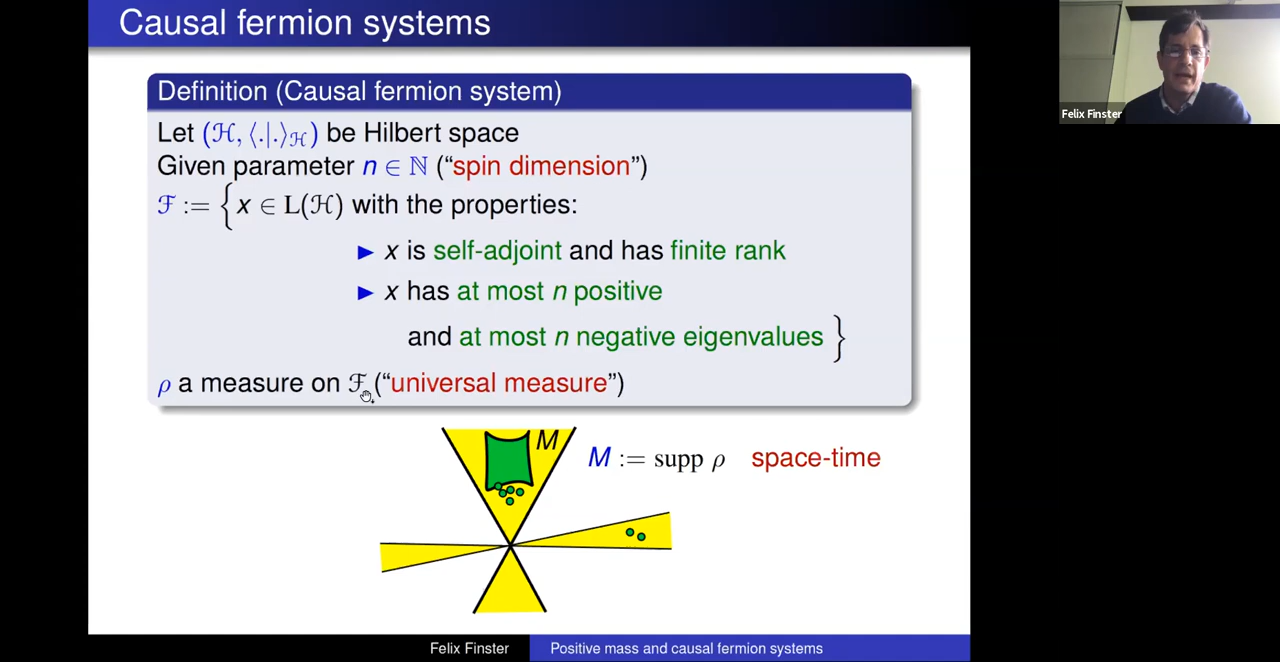 Causal fermion systems
Definition (Causal fermion system)
Let (ℋ, ⟨.|.⟩_ℋ) be Hilbert space
Given parameter n ∈ ℕ (“spin dimension”)
ℱ := { x ∈ L(ℋ) with the properties:
▶ x is self-adjoint and has finite rank
▶ x has at most n positive
and at most n negative eigenvalues }
ρ a measure on ℱ (“universal measure”)
M
M := supp ρ space-time
Felix Finster
Positive mass and causal fermion systems
Felix Finster